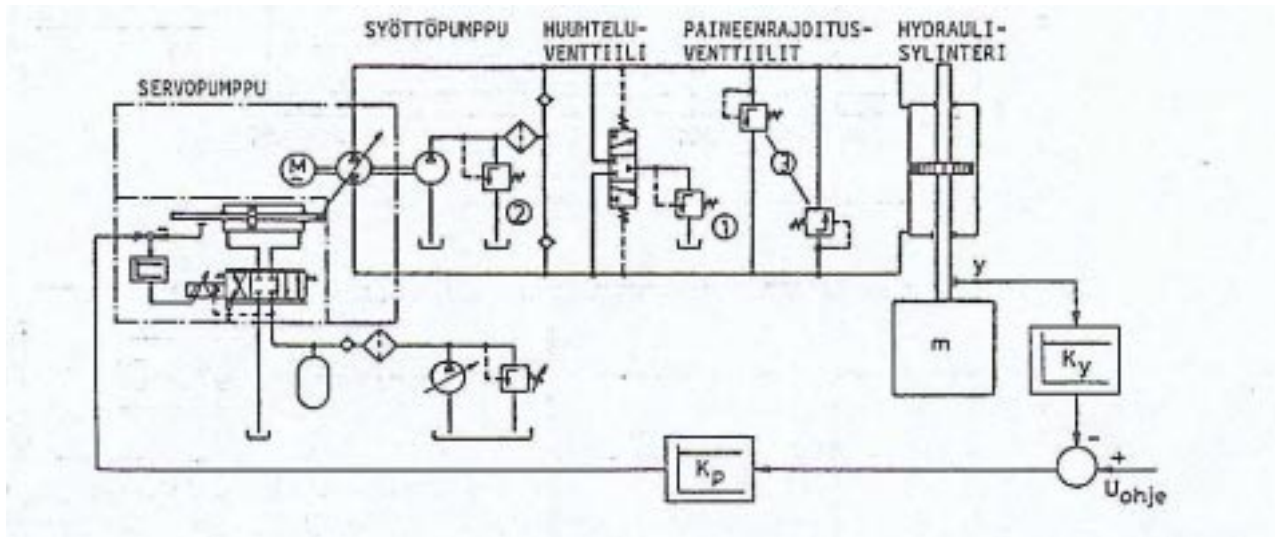 SYÖTTÖPUMPPU
HUUHTELU-
VENTTIILI
PAINEENRAJOITUS-
VENTTIILIT
HYDRAULI-
SYLINTERI
SERVOPUMPPU
M
3
2
1
y
m
Ky
-
+
Kp
Uohje